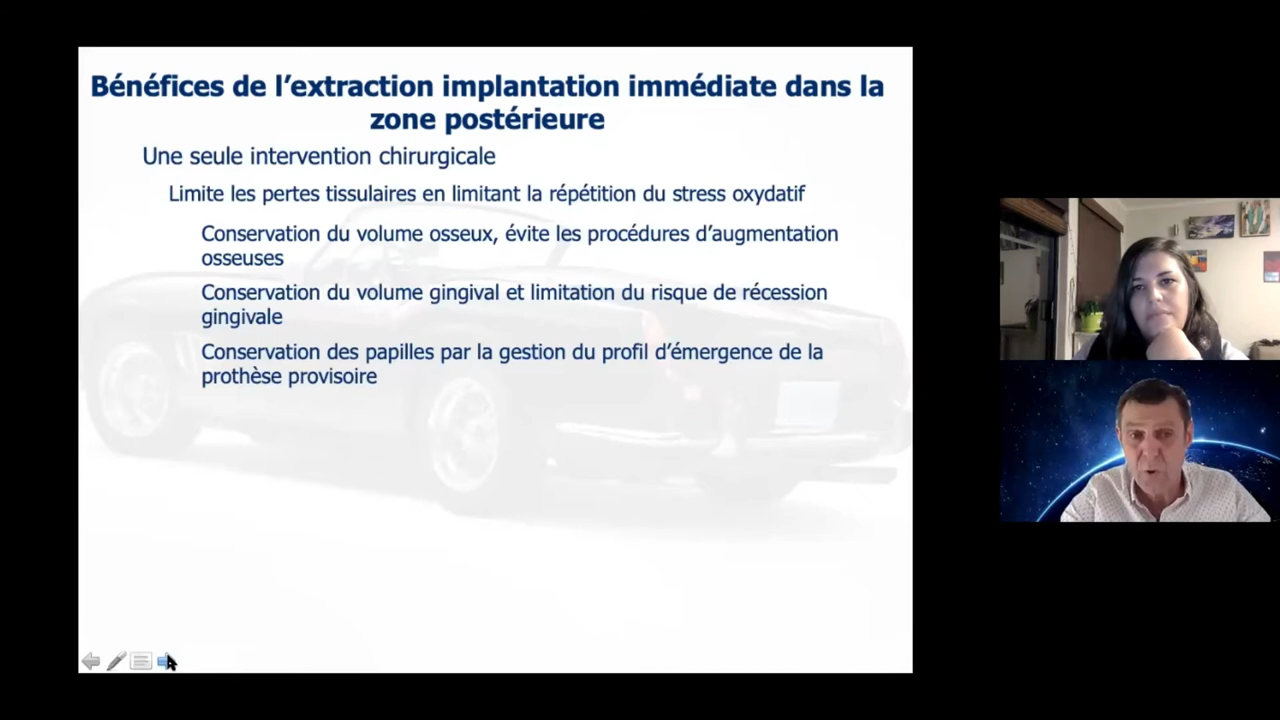 Bénéfices de l’extraction implantation immédiate dans la
zone postérieure
Une seule intervention chirurgicale
Limite les pertes tissulaires en limitant la répétition du stress oxydatif
Conservation du volume osseux, évite les procédures d’augmentation
osseuses
Conservation du volume gingival et limitation du risque de récession
gingivale
Conservation des papilles par la gestion du profil d’émergence de la
prothèse provisoire